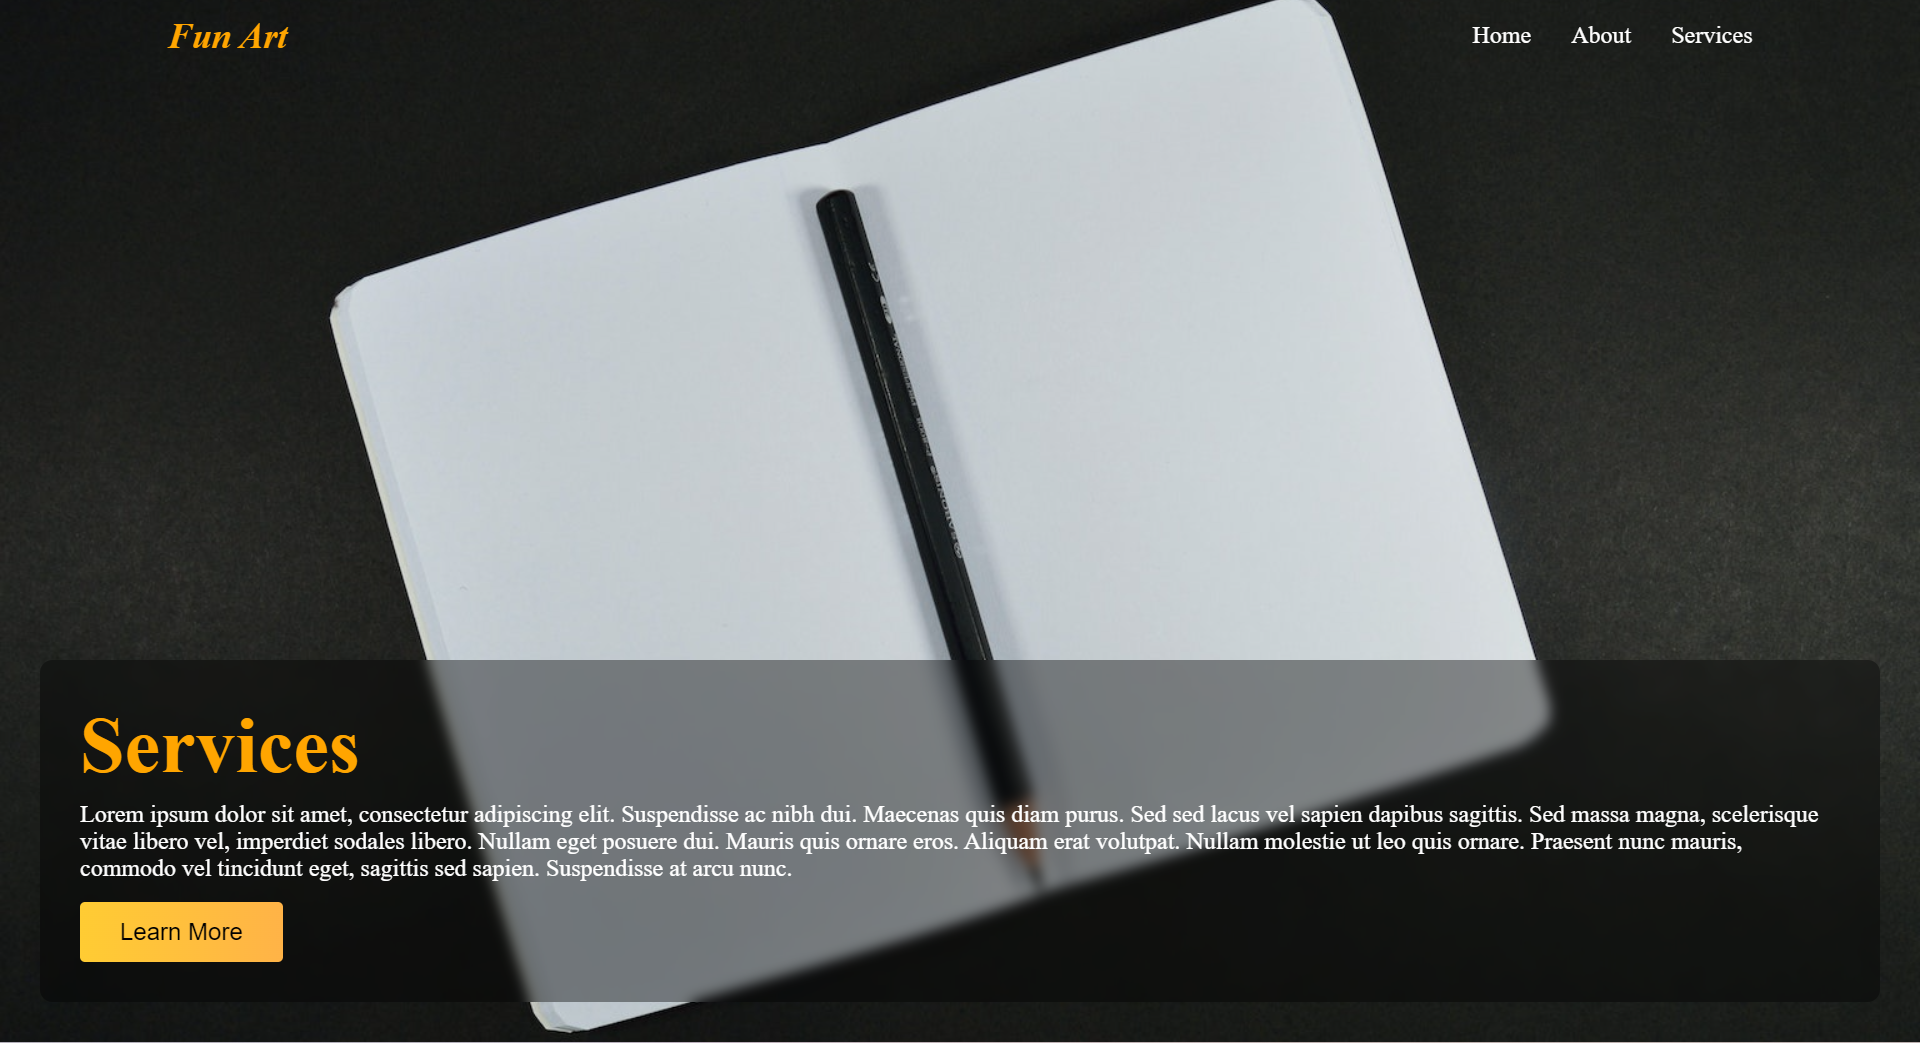 Fun Art
Home About Services
Services
Lorem ipsum dolor sit amet, consectetur adipiscing elit. Suspendisse ac nibh dui. Maecenas quis diam purus. Sed sed lacus vel sapien dapibus sagittis. Sed massa magna, scelerisque
vitae libero vel, imperdiet sodales libero. Nullam eget posuere dui. Mauris quis ornare eros. Aliquam erat volutpat. Nullam molestie ut leo quis ornare. Praesent nunc mauris,
commodo vel tincidunt eget, sagittis sed sapien. Suspendisse at arcu nunc.
Learn More